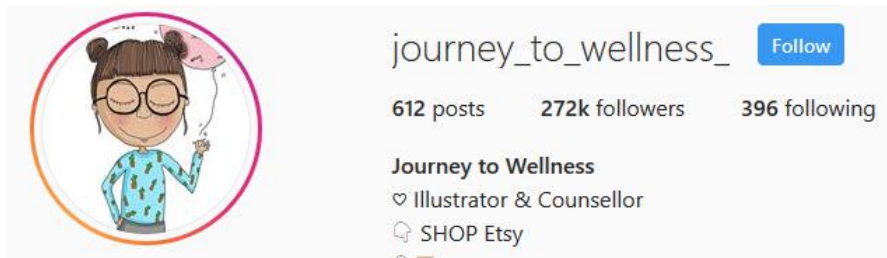 journey_to_wellness_ Follow
612 posts 272k followers 396 following
Journey to Wellness
♡ Illustrator & Counsellor
👇 SHOP Etsy